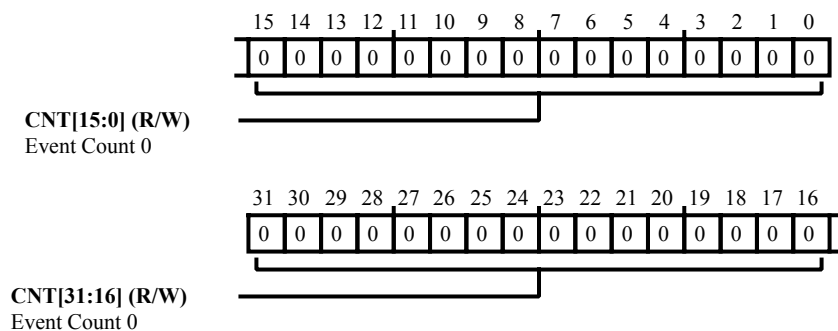 15 14 13 12 11 10 9 8 7 6 5 4 3 2 1 0
0 0 0 0 0 0 0 0 0 0 0 0 0 0 0 0
CNT[15:0] (R/W)
Event Count 0
31 30 29 28 27 26 25 24 23 22 21 20 19 18 17 16
0 0 0 0 0 0 0 0 0 0 0 0 0 0 0 0
CNT[31:16] (R/W)
Event Count 0